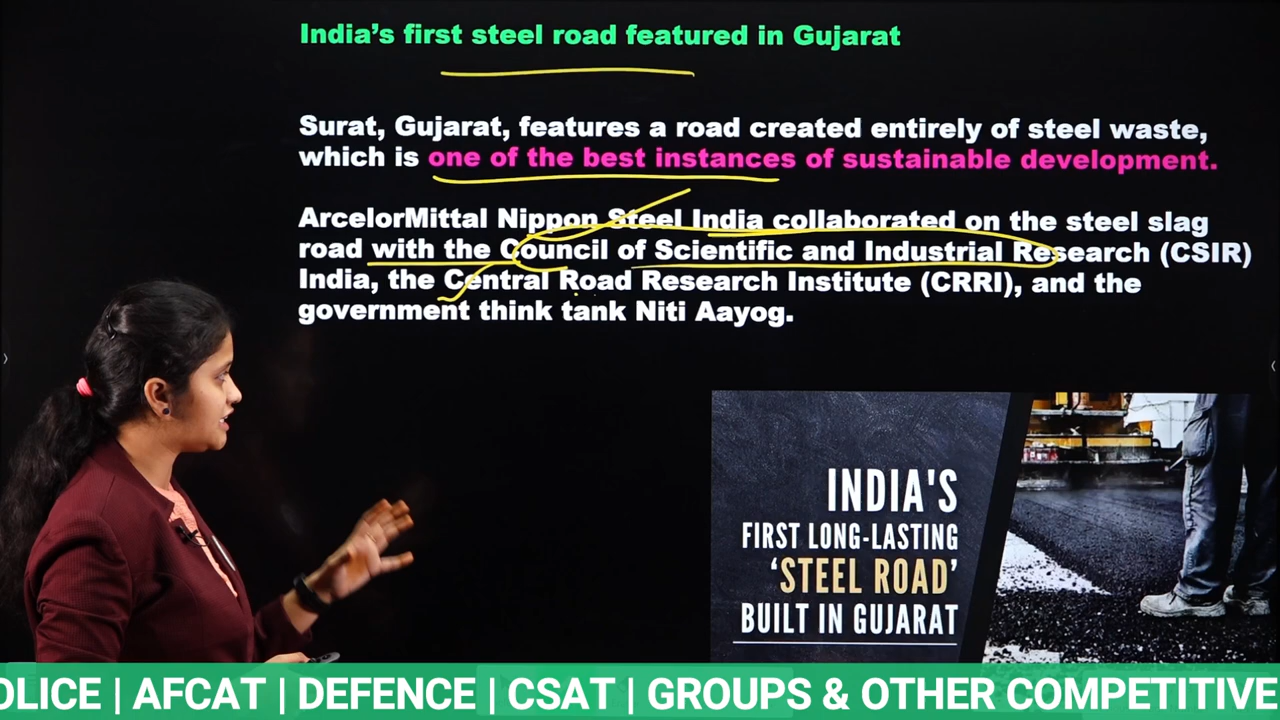 India's first steel road featured in Gujarat
Surat, Gujarat, features a road created entirely of steel waste,
which is one of the best instances of sustainable development.
ArcelorMittal Nippon Steel India collaborated on the steel slag
road with the Council of Scientific and Industrial Research (CSIR)
India, the Central Road Research Institute (CRRI), and the
government think tank Niti Aayog.
INDIA'S
FIRST LONG-LASTING
‘STEEL ROAD’
BUILT IN GUJARAT
OLICE | AFCAT | DEFENCE | CSAT | GROUPS & OTHER COMPETITIVE